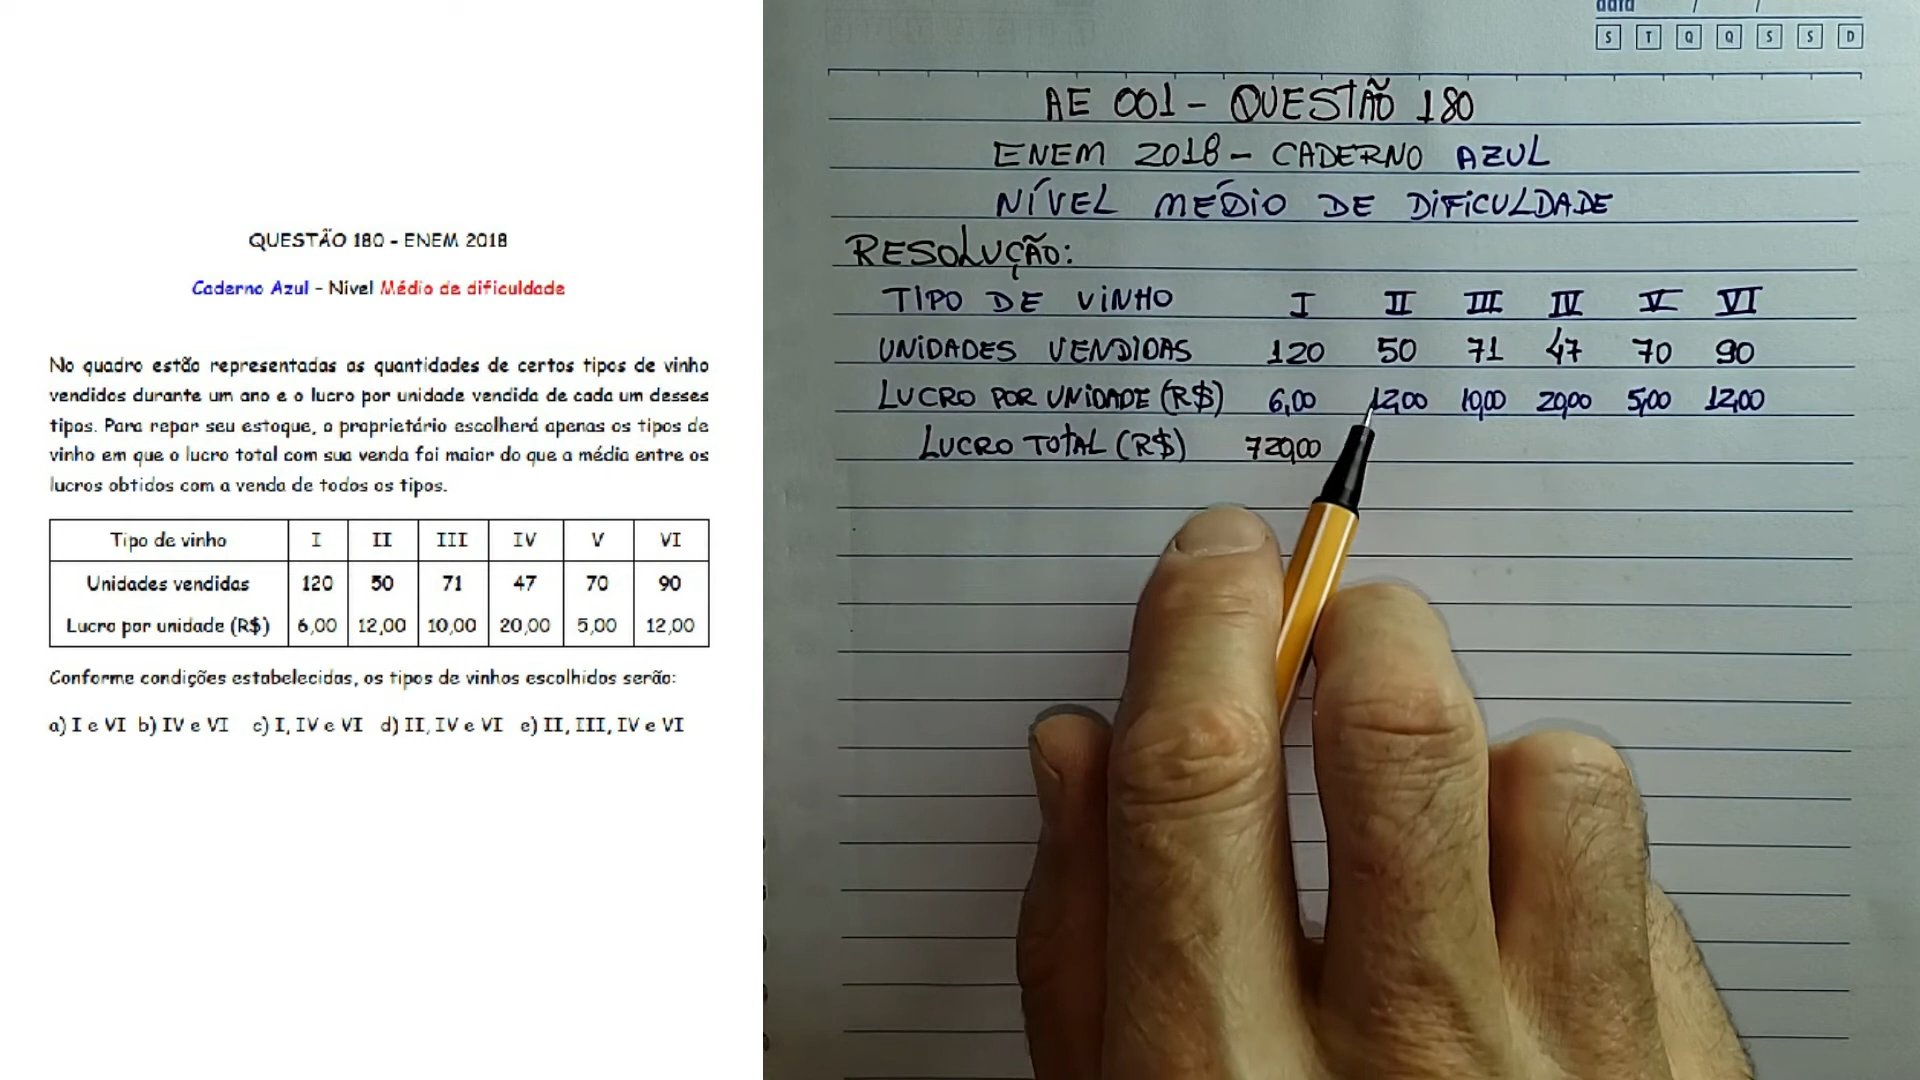 QUESTÃO 180 - ENEM 2018
Caderno Azul - Nível Médio de dificuldade
No quadro estão representadas as quantidades de certos tipos de vinho
vendidos durante um ano e o lucro por unidade vendida de cada um desses
tipos. Para repor seu estoque, o proprietário escolherá apenas os tipos de
vinho em que o lucro total com sua venda foi maior do que a média entre os
lucros obtidos com a venda de todos os tipos.
Tipo de vinho I II III IV V VI
Unidades vendidas 120 50 71 47 70 90
Lucro por unidade (R$) 6,00 12,00 10,00 20,00 5,00 12,00
Conforme condições estabelecidas, os tipos de vinhos escolhidos serão:
a) I e VI b) IV e VI c) I, IV e VI d) II, IV e VI e) II, III, IV e VI
data / /
S T Q Q S S D
AE 001 - QUESTÃO 180
ENEM 2018 - CADERNO AZUL
NÍVEL MÉDIO DE DIFICULDADE
RESOLUÇÃO:
TIPO DE VINHO I II III IV V VI
UNIDADES VENDIDAS 120 50 71 47 70 90
LUCRO POR UNIDADE (R$) 6,00 12,00 10,00 20,00 5,00 12,00
LUCRO TOTAL (R$) 720,00